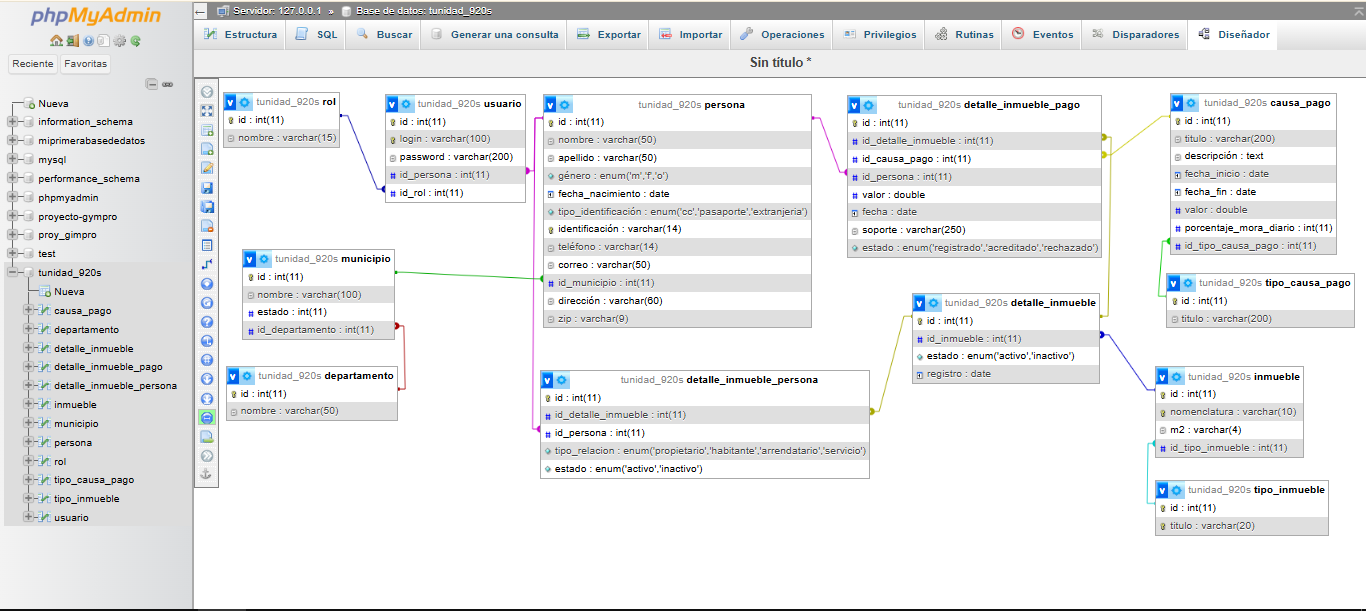 phpMyAdmin
Reciente Favoritas
Nueva
information_schema
miprimerabasededatos
mysql
performance_schema
phpmyadmin
proyecto-gympro
proy_gimpro
test
tunidad_920s
Nueva
causa_pago
departamento
detalle_inmueble
detalle_inmueble_pago
detalle_inmueble_persona
inmueble
municipio
persona
rol
tipo_causa_pago
tipo_inmueble
usuario
Servidor: 127.0.0.1 » Base de datos: tunidad_920s
Estructura SQL Buscar Generar una consulta Exportar Importar Operaciones Privilegios Rutinas Eventos Disparadores Diseñador
Sin título *
v tunidad_920s rol
id : int(11)
nombre : varchar(15)
v tunidad_920s usuario
id : int(11)
login : varchar(100)
password : varchar(200)
# id_persona : int(11)
# id_rol : int(11)
v tunidad_920s persona
id : int(11)
nombre : varchar(50)
apellido : varchar(50)
género : enum('m','f','o')
fecha_nacimiento : date
tipo_identificación : enum('cc','pasaporte','extranjeria')
identificación : varchar(14)
teléfono : varchar(14)
correo : varchar(50)
# id_municipio : int(11)
dirección : varchar(60)
zip : varchar(9)
v tunidad_920s detalle_inmueble_pago
id : int(11)
# id_detalle_inmueble : int(11)
# id_causa_pago : int(11)
# id_persona : int(11)
# valor : double
fecha : date
soporte : varchar(250)
estado : enum('registrado','acreditado','rechazado')
v tunidad_920s causa_pago
id : int(11)
titulo : varchar(200)
descripción : text
fecha_inicio : date
fecha_fin : date
# valor : double
# porcentaje_mora_diario : int(11)
# id_tipo_causa_pago : int(11)
v tunidad_920s municipio
id : int(11)
nombre : varchar(100)
# estado : int(11)
# id_departamento : int(11)
v tunidad_920s tipo_causa_pago
id : int(11)
titulo : varchar(200)
v tunidad_920s detalle_inmueble
id : int(11)
# id_inmueble : int(11)
estado : enum('activo','inactivo')
registro : date
v tunidad_920s departamento
id : int(11)
nombre : varchar(50)
v tunidad_920s detalle_inmueble_persona
id : int(11)
# id_detalle_inmueble : int(11)
# id_persona : int(11)
tipo_relacion : enum('propietario','habitante','arrendatario','servicio')
estado : enum('activo','inactivo')
v tunidad_920s inmueble
id : int(11)
nomenclatura : varchar(10)
m2 : varchar(4)
# id_tipo_inmueble : int(11)
v tunidad_920s tipo_inmueble
id : int(11)
titulo : varchar(20)